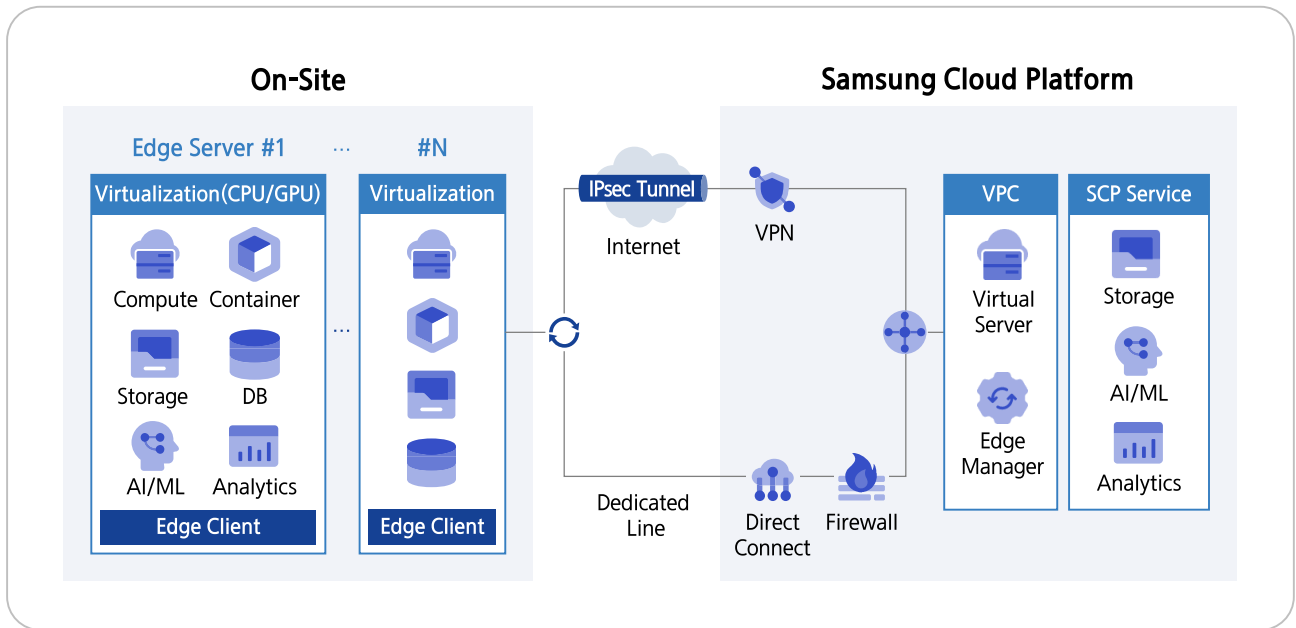 On-Site
Samsung Cloud Platform
Edge Server #1
...
#N
Virtualization(CPU/GPU)
Compute
Container
Storage
DB
AI/ML
Analytics
Edge Client
...
Virtualization
Edge Client
IPsec Tunnel
Internet
VPN
Dedicated
Line
Direct
Connect
Firewall
VPC
Virtual
Server
Edge
Manager
SCP Service
Storage
AI/ML
Analytics